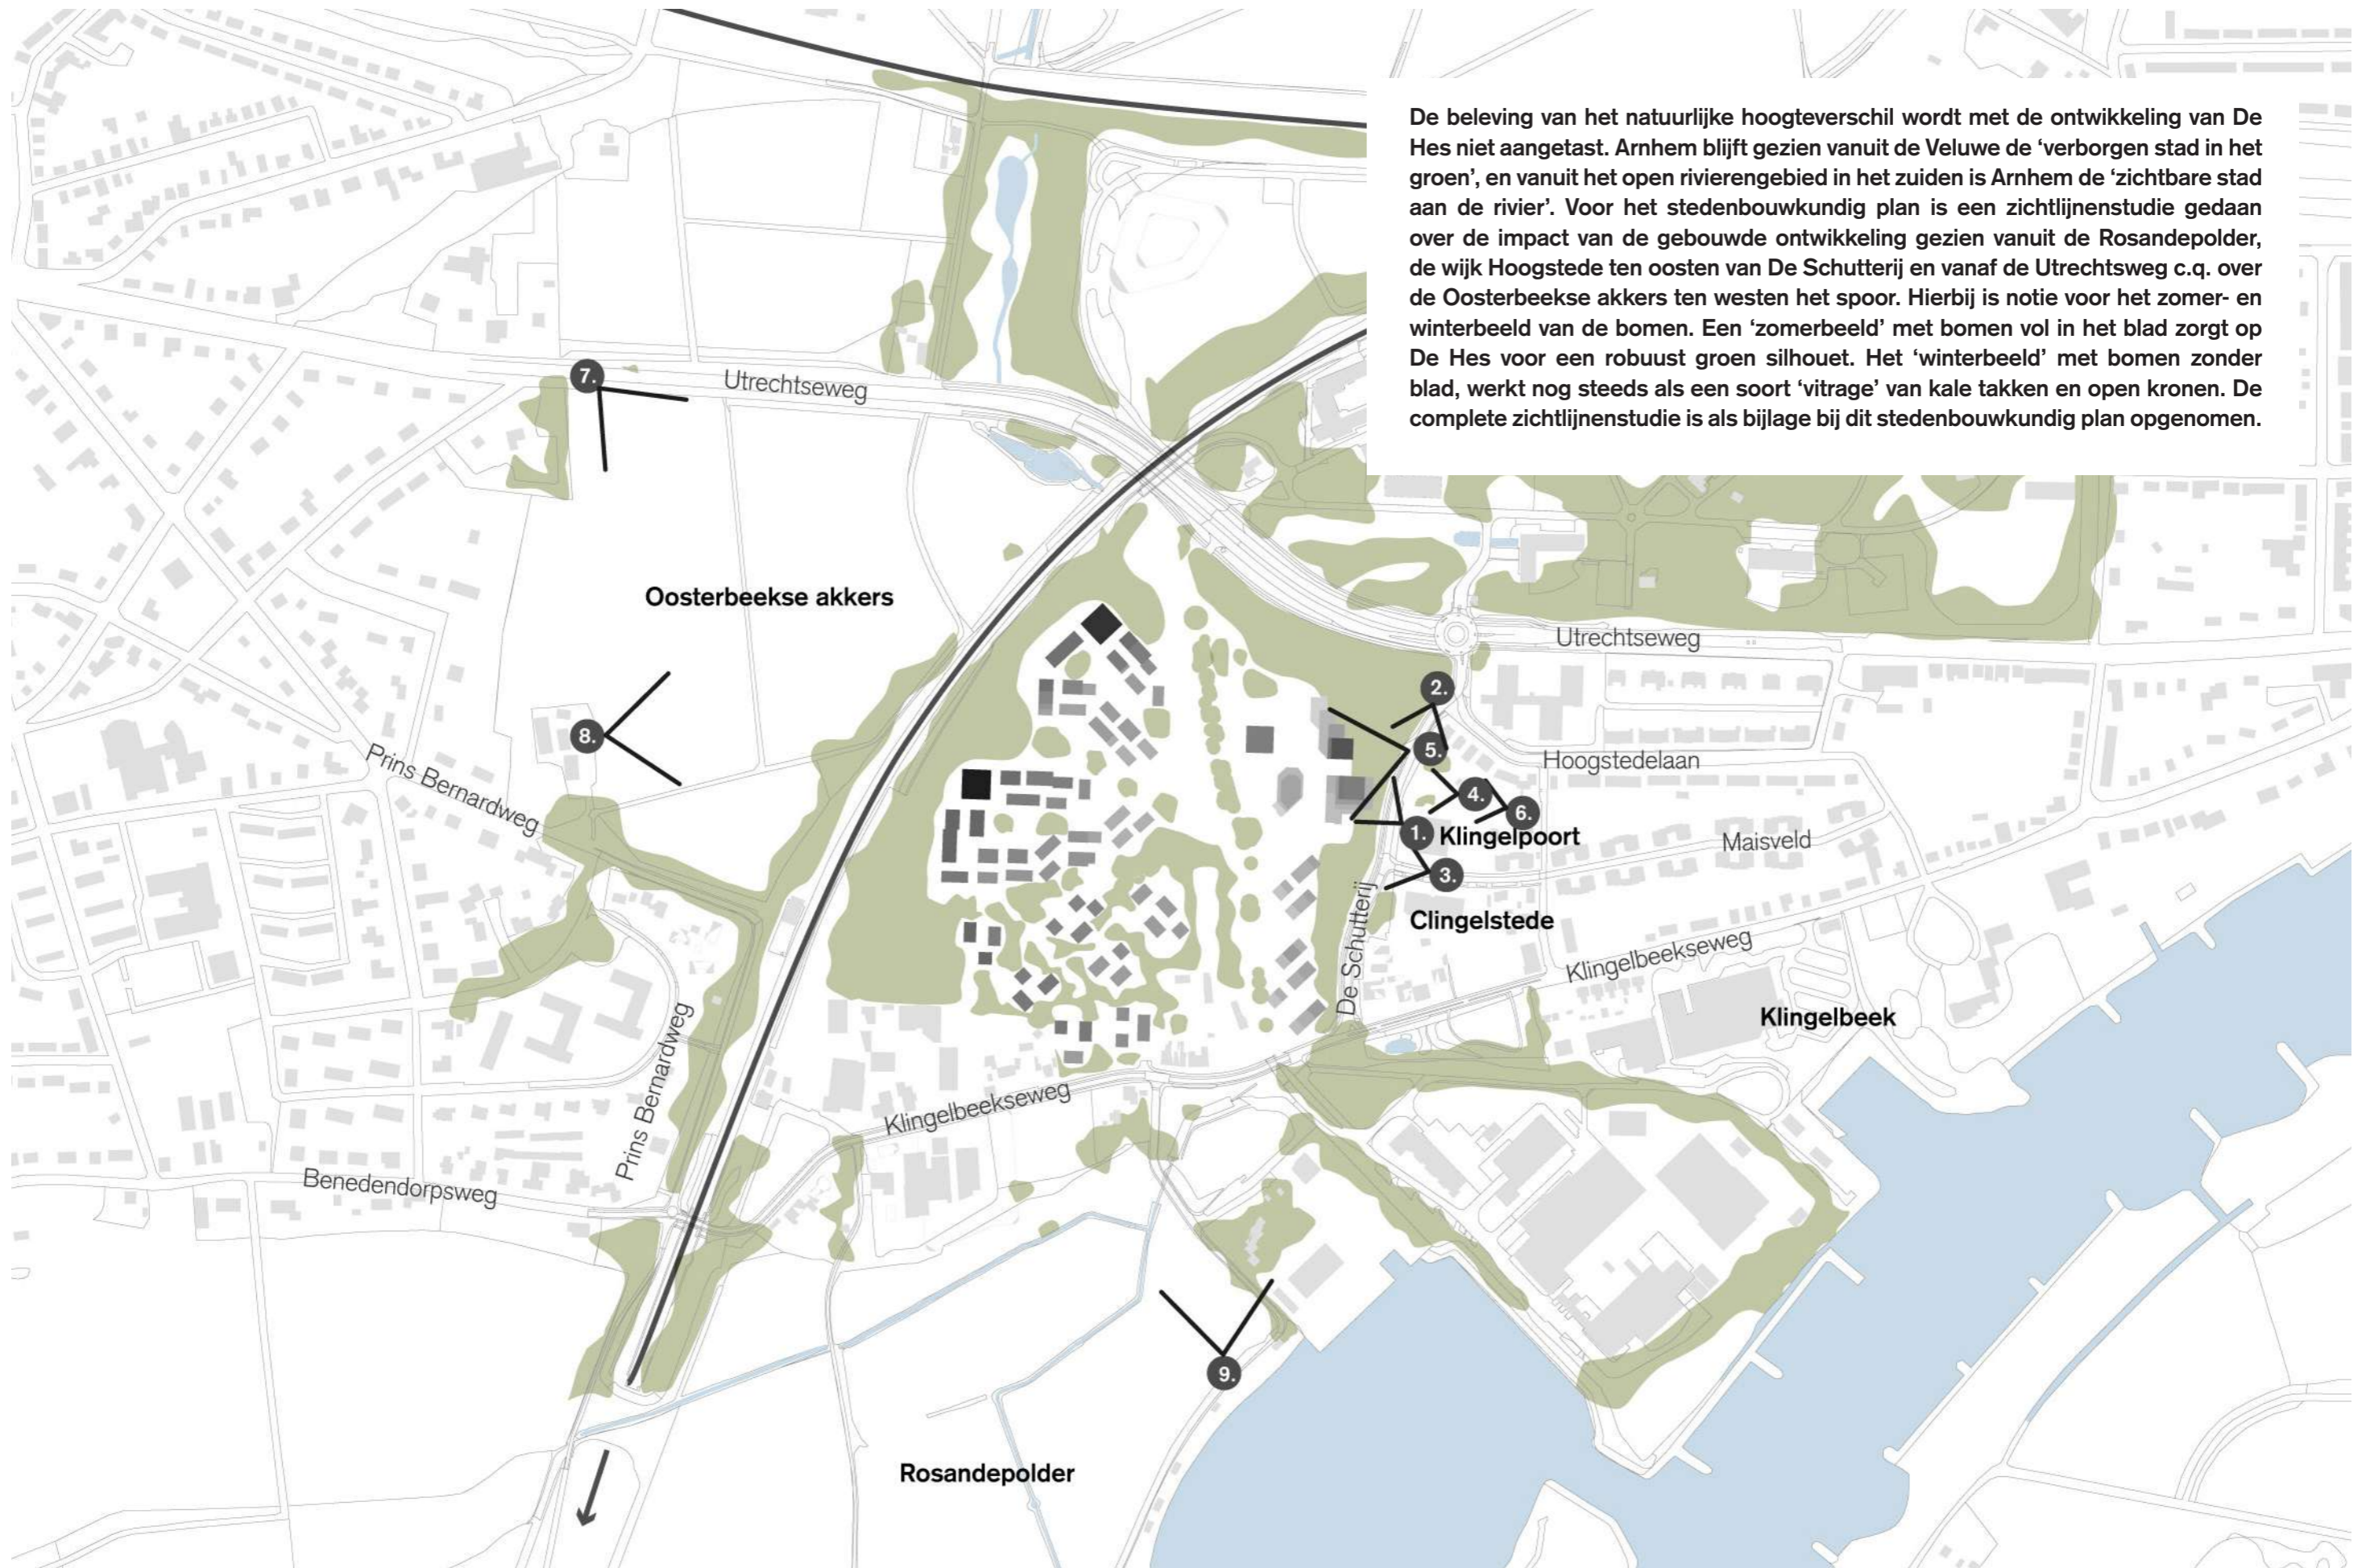 De beleving van het natuurlijke hoogteverschil wordt met de ontwikkeling van De
Hes niet aangetast. Arnhem blijft gezien vanuit de Veluwe de ‘verborgen stad in het
groen’, en vanuit het open rivierengebied in het zuiden is Arnhem de ‘zichtbare stad
aan de rivier’. Voor het stedenbouwkundig plan is een zichtlijnenstudie gedaan
over de impact van de gebouwde ontwikkeling gezien vanuit de Rosandepolder,
de wijk Hoogstede ten oosten van De Schutterij en vanaf de Utrechtsweg c.q. over
de Oosterbeekse akkers ten westen het spoor. Hierbij is notie voor het zomer- en
winterbeeld van de bomen. Een ‘zomerbeeld’ met bomen vol in het blad zorgt op
De Hes voor een robuust groen silhouet. Het ‘winterbeeld’ met bomen zonder
blad, werkt nog steeds als een soort ‘vitrage’ van kale takken en open kronen. De
complete zichtlijnenstudie is als bijlage bij dit stedenbouwkundig plan opgenomen.
7.
Utrechtseweg
Oosterbeekse akkers
Utrechtseweg
2.
8.
5.
Hoogstedelaan
Prins Bernardweg
4.
6.
1.
Klingelpoort
Maisveld
3.
Clingelstede
De Schutterij
Klingelbeekseweg
Klingelbeek
Prins Bernardweg
Klingelbeekseweg
Benedendorpsweg
9.
Rosandepolder